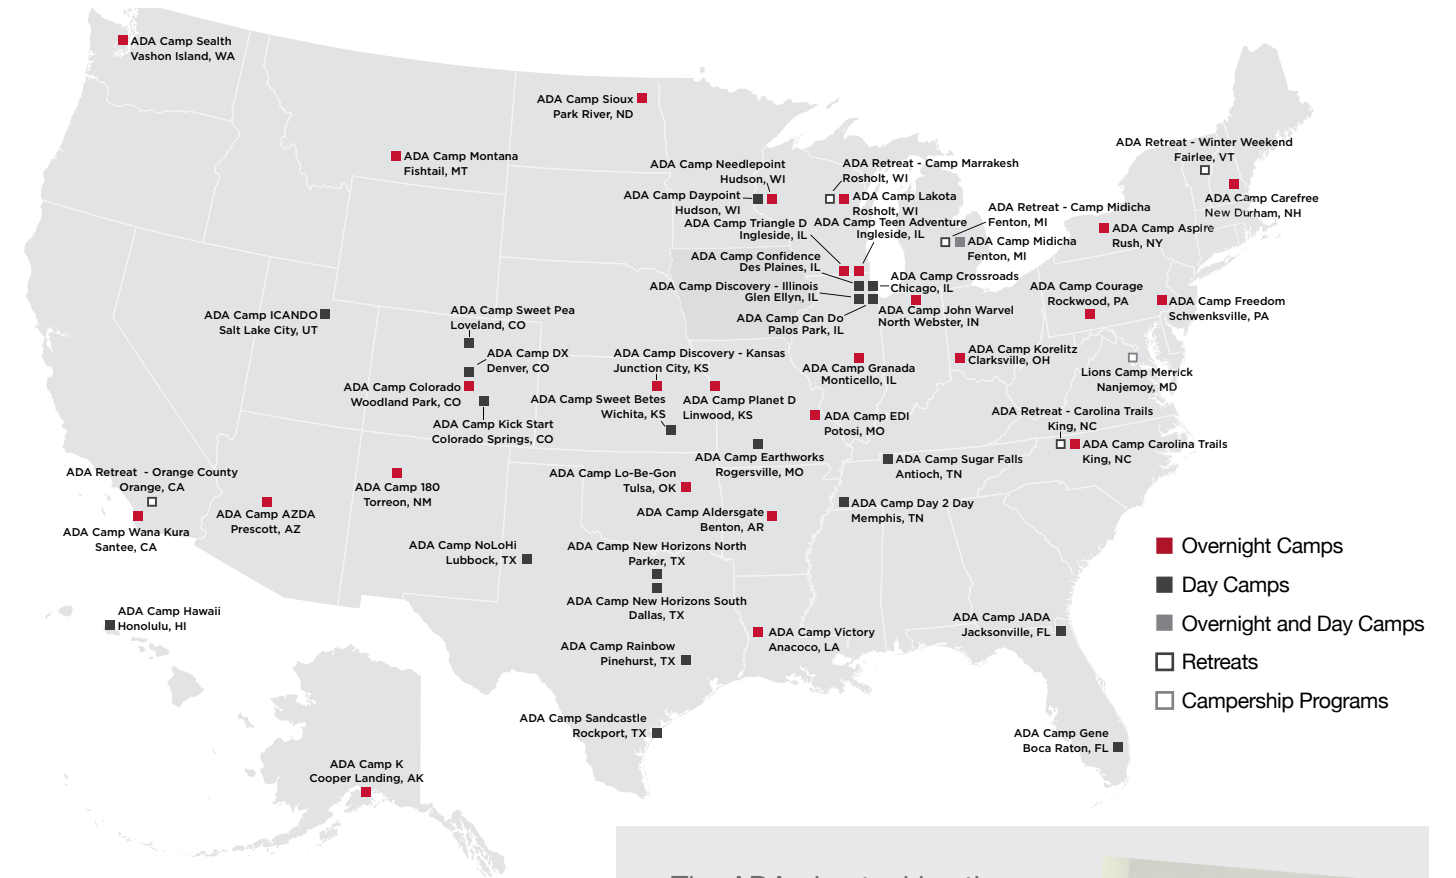 ADA Camp Sealth
Vashon Island, WA
ADA Camp Sioux
Park River, ND
ADA Camp Montana
Fishtail, MT
ADA Camp Needlepoint
Hudson, WI
ADA Camp Daypoint
Hudson, WI
ADA Retreat - Camp Marrakesh
Rosholt, WI
ADA Camp Lakota
Rosholt, WI
ADA Camp Triangle D
Ingleside, IL
ADA Camp Teen Adventure
Ingleside, IL
ADA Retreat - Camp Midicha
Fenton, MI
ADA Camp Midicha
Fenton, MI
ADA Retreat - Winter Weekend
Fairlee, VT
ADA Camp Carefree
New Durham, NH
ADA Camp Aspire
Rush, NY
ADA Camp Confidence
Des Plaines, IL
ADA Camp Discovery - Illinois
Glen Ellyn, IL
ADA Camp Crossroads
Chicago, IL
ADA Camp Can Do
Palos Park, IL
ADA Camp John Warvel
North Webster, IN
ADA Camp Courage
Rockwood, PA
ADA Camp Freedom
Schwenksville, PA
ADA Camp ICANDO
Salt Lake City, UT
ADA Camp Sweet Pea
Loveland, CO
ADA Camp DX
Denver, CO
ADA Camp Colorado
Woodland Park, CO
ADA Camp Kick Start
Colorado Springs, CO
ADA Camp Discovery - Kansas
Junction City, KS
ADA Camp Sweet Betes
Wichita, KS
ADA Camp Planet D
Linwood, KS
ADA Camp Granada
Monticello, IL
ADA Camp Korelitz
Clarksville, OH
Lions Camp Merrick
Nanjemoy, MD
ADA Camp EDI
Potosi, MO
ADA Retreat - Carolina Trails
King, NC
ADA Camp Carolina Trails
King, NC
ADA Camp Earthworks
Rogersville, MO
ADA Camp Sugar Falls
Antioch, TN
ADA Retreat - Orange County
Orange, CA
ADA Camp Wana Kura
Santee, CA
ADA Camp AZDA
Prescott, AZ
ADA Camp 180
Torreon, NM
ADA Camp Lo-Be-Gon
Tulsa, OK
ADA Camp Aldersgate
Benton, AR
ADA Camp Day 2 Day
Memphis, TN
ADA Camp NoLoHi
Lubbock, TX
ADA Camp New Horizons North
Parker, TX
ADA Camp New Horizons South
Dallas, TX
ADA Camp Hawaii
Honolulu, HI
ADA Camp Rainbow
Pinehurst, TX
ADA Camp Victory
Anacoco, LA
ADA Camp JADA
Jacksonville, FL
ADA Camp Sandcastle
Rockport, TX
ADA Camp Gene
Boca Raton, FL
ADA Camp K
Cooper Landing, AK
Overnight Camps
Day Camps
Overnight and Day Camps
Retreats
Campership Programs